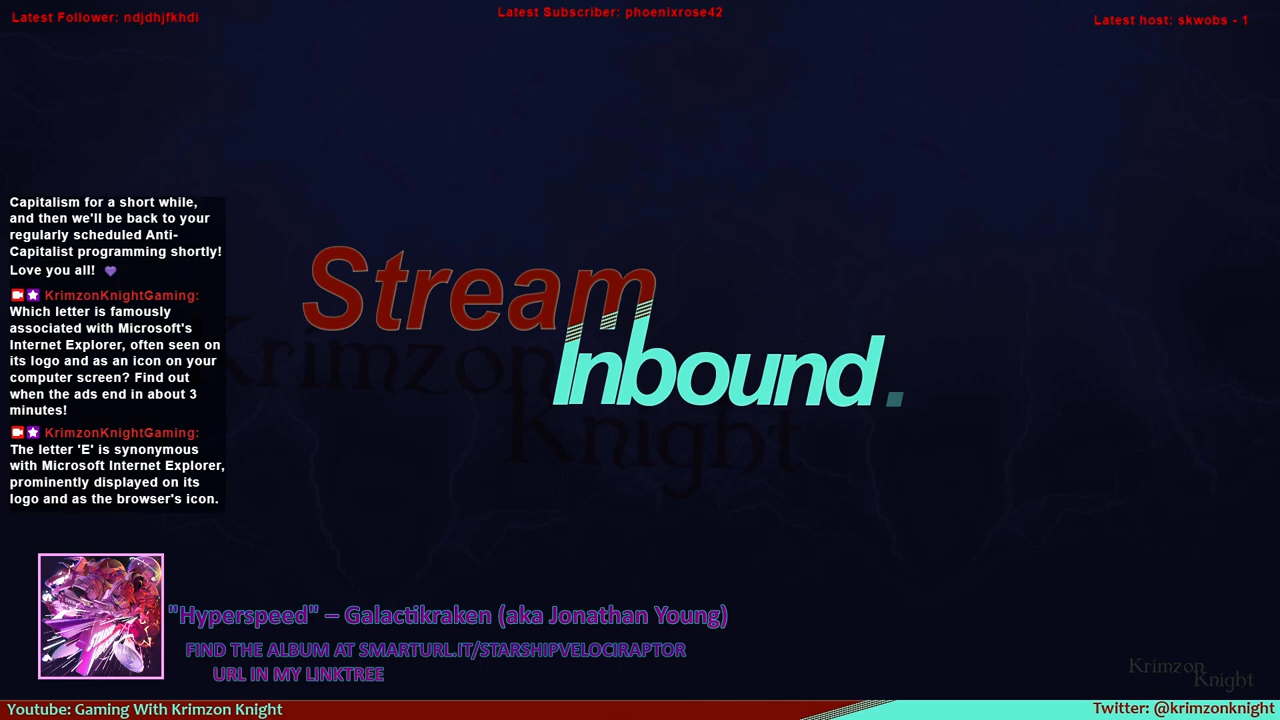 Latest Follower: ndjdhjfkhdi
Latest Subscriber: phoenixrose42
Latest host: skwobs - 1
Capitalism for a short while,
and then we'll be back to your
regularly scheduled Anti-
Capitalist programming shortly!
Love you all! 💜
KrimzonKnightGaming:
Which letter is famously
associated with Microsoft's
Internet Explorer, often seen on
its logo and as an icon on your
computer screen? Find out
when the ads end in about 3
minutes!
KrimzonKnightGaming:
The letter 'E' is synonymous
with Microsoft Internet Explorer,
prominently displayed on its
logo and as the browser's icon.
Stream
Inbound.
Krimzon
Knight
"Hyperspeed" – Galactikraken (aka Jonathan Young)
FIND THE ALBUM AT SMARTURL.IT/STARSHIPVELOCIRAPTOR
URL IN MY LINKTREE
Krimzon
Knight
Youtube: Gaming With Krimzon Knight
Twitter: @krimzonknight